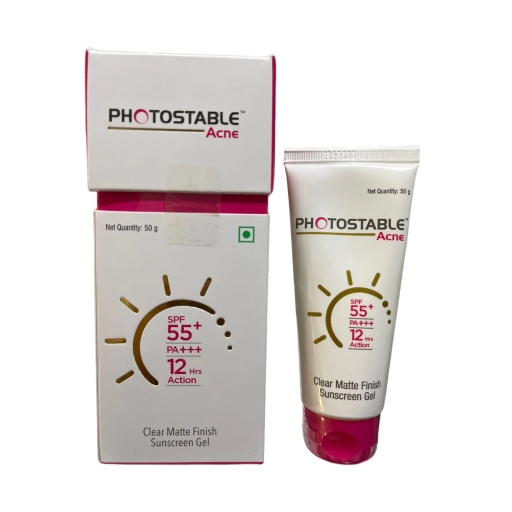 PHOTOSTABLE™
Acne
Net Quantity: 50 g
SPF
55+
PA+++
12 Hrs
Action
Clear Matte Finish
Sunscreen Gel
Net Quantity: 50 g
PHOTOSTABLE™
Acne
SPF
55+
PA+++
12 Hrs
Action
Clear Matte Finish
Sunscreen Gel